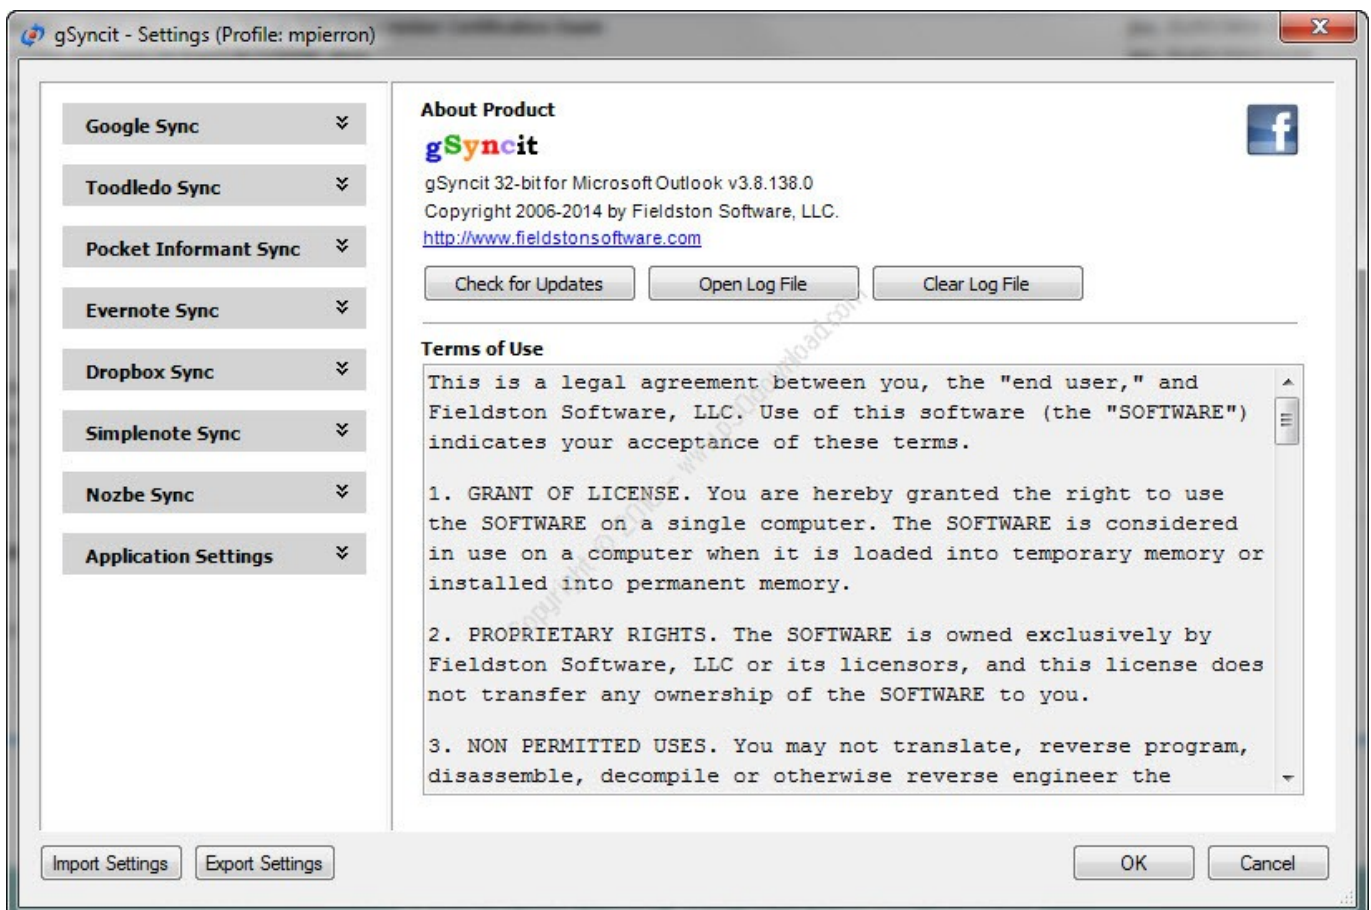 gSyncit - Settings (Profile: mpierron)
Google Sync
Toodledo Sync
Pocket Informant Sync
Evernote Sync
Dropbox Sync
Simplenote Sync
Nozbe Sync
Application Settings
About Product
gSyncit
gSyncit 32-bit for Microsoft Outlook v3.8.138.0
Copyright 2006-2014 by Fieldston Software, LLC.
http://www.fieldstonsoftware.com
Check for Updates
Open Log File
Clear Log File
Terms of Use
This is a legal agreement between you, the "end user," and
Fieldston Software, LLC. Use of this software (the "SOFTWARE")
indicates your acceptance of these terms.
1. GRANT OF LICENSE. You are hereby granted the right to use
the SOFTWARE on a single computer. The SOFTWARE is considered
in use on a computer when it is loaded into temporary memory or
installed into permanent memory.
2. PROPRIETARY RIGHTS. The SOFTWARE is owned exclusively by
Fieldston Software, LLC or its licensors, and this license does
not transfer any ownership of the SOFTWARE to you.
3. NON PERMITTED USES. You may not translate, reverse program,
disassemble, decompile or otherwise reverse engineer the
Import Settings
Export Settings
OK
Cancel